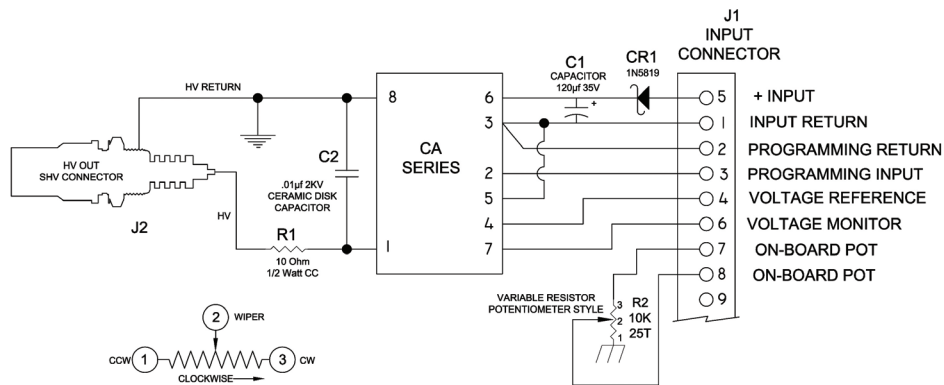 J1
INPUT
CONNECTOR
HV RETURN
8
6
C1
CAPACITOR
120µf 35V
+
CR1
1N5819
5 + INPUT
3
1 INPUT RETURN
2 PROGRAMMING RETURN
CA
SERIES
C2
.01µf 2KV
CERAMIC DISK
CAPACITOR
HV OUT
SHV CONNECTOR
J2
HV
2
3 PROGRAMMING INPUT
5
4 VOLTAGE REFERENCE
4
6 VOLTAGE MONITOR
R1
10 Ohm
1/2 Watt CC
1
7
7 ON-BOARD POT
8 ON-BOARD POT
9
VARIABLE RESISTOR
POTENTIOMETER STYLE
3
2
1
R2
10K
25T
2 WIPER
CCW 1
3 CW
CLOCKWISE